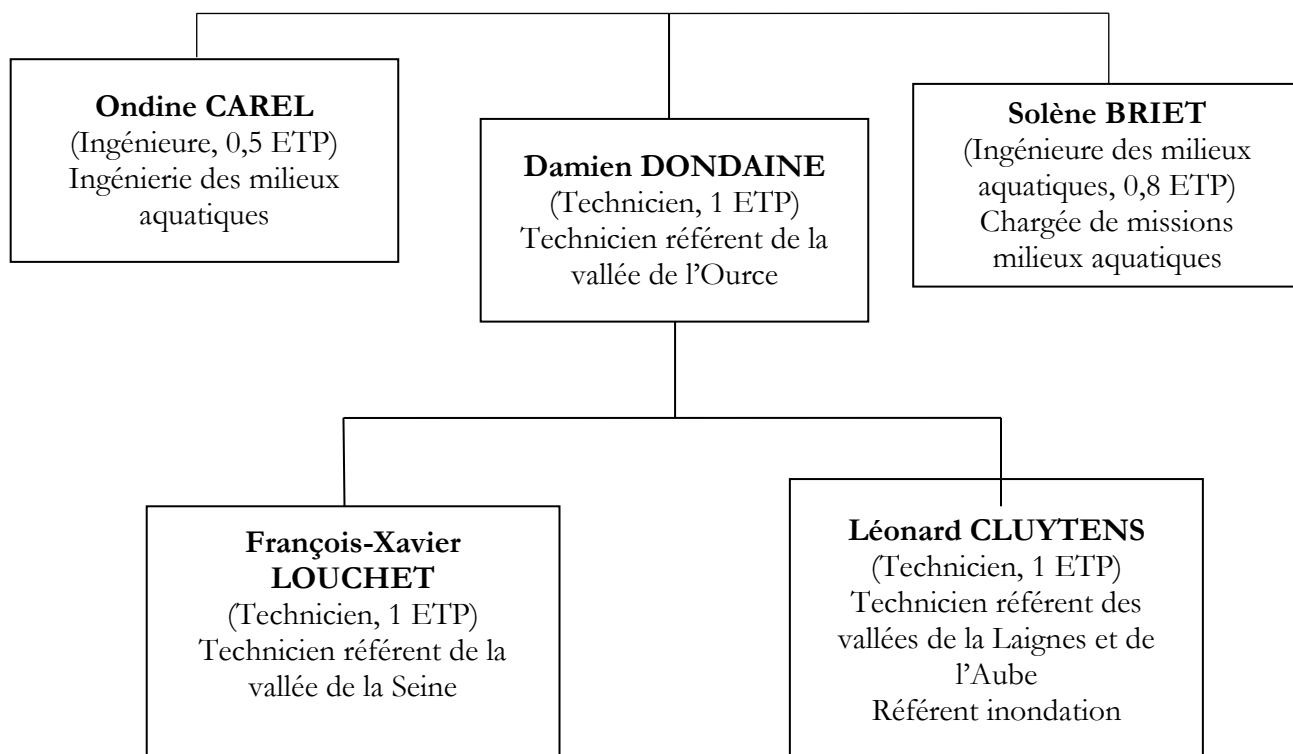 Ondine CAREL
(Ingénieure, 0,5 ETP)
Ingénierie des milieux
aquatiques
Damien DONDAINE
(Technicien, 1 ETP)
Technicien référent de la
vallée de l’Ource
Solène BRIET
(Ingénieure des milieux
aquatiques, 0,8 ETP)
Chargée de missions
milieux aquatiques
François-Xavier
LOUCHET
(Technicien, 1 ETP)
Technicien référent de la
vallée de la Seine
Léonard CLUYTENS
(Technicien, 1 ETP)
Technicien référent des
vallées de la Laignes et de
l’Aube
Référent inondation